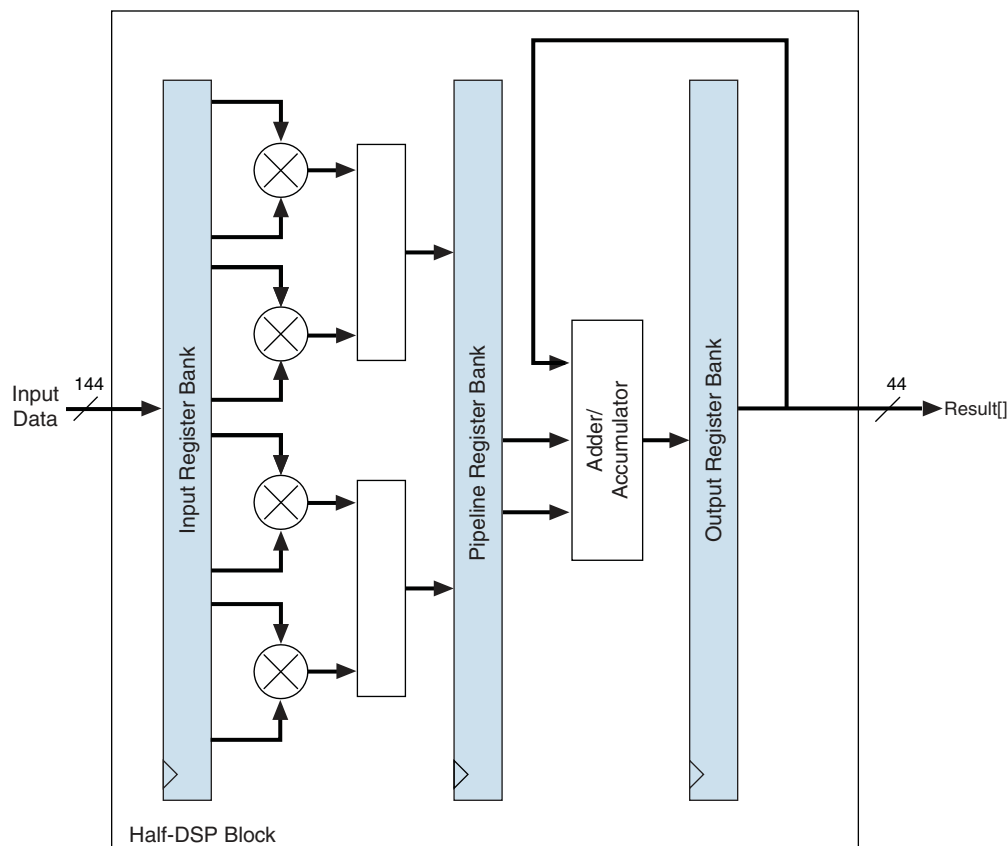 144
Input
Data
Input Register Bank
Pipeline Register Bank
Adder/
Accumulator
Output Register Bank
44
Result[]
Half-DSP Block